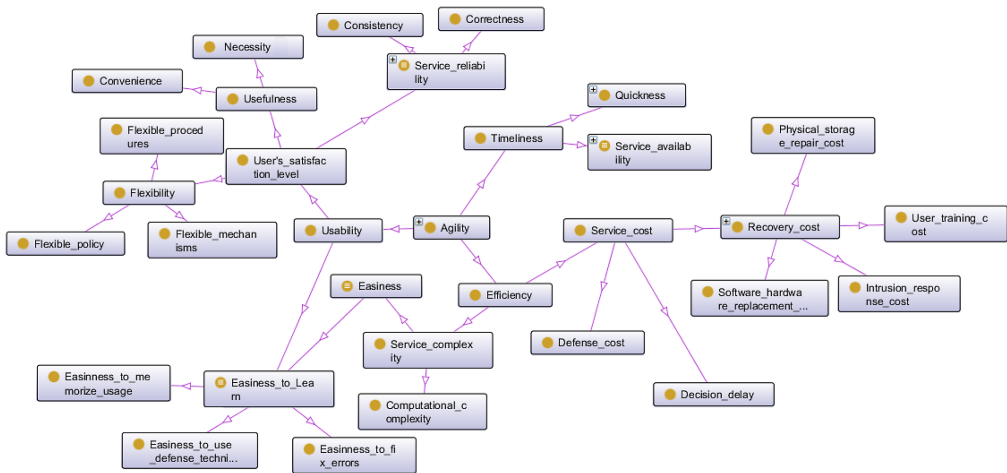 Consistency
Correctness
Necessity
Service_reliabi
lity
Convenience
Usefulness
Quickness
Flexible_proced
ures
Timeliness
Physical_storag
e_repair_cost
Service_availab
ility
User's_satisfac
tion_level
Flexibility
Flexible_policy
Flexible_mechan
isms
Usability
Agility
Service_cost
Recovery_cost
User_training_c
ost
Easiness
Efficiency
Software_hardwa
re_replacement_...
Intrusion_respo
nse_cost
Service_complex
ity
Defense_cost
Easinness_to_me
morize_usage
Easiness_to_Lea
rn
Computational_c
omplexity
Decision_delay
Easiness_to_use
_defense_techni...
Easinness_to_fi
x_errors